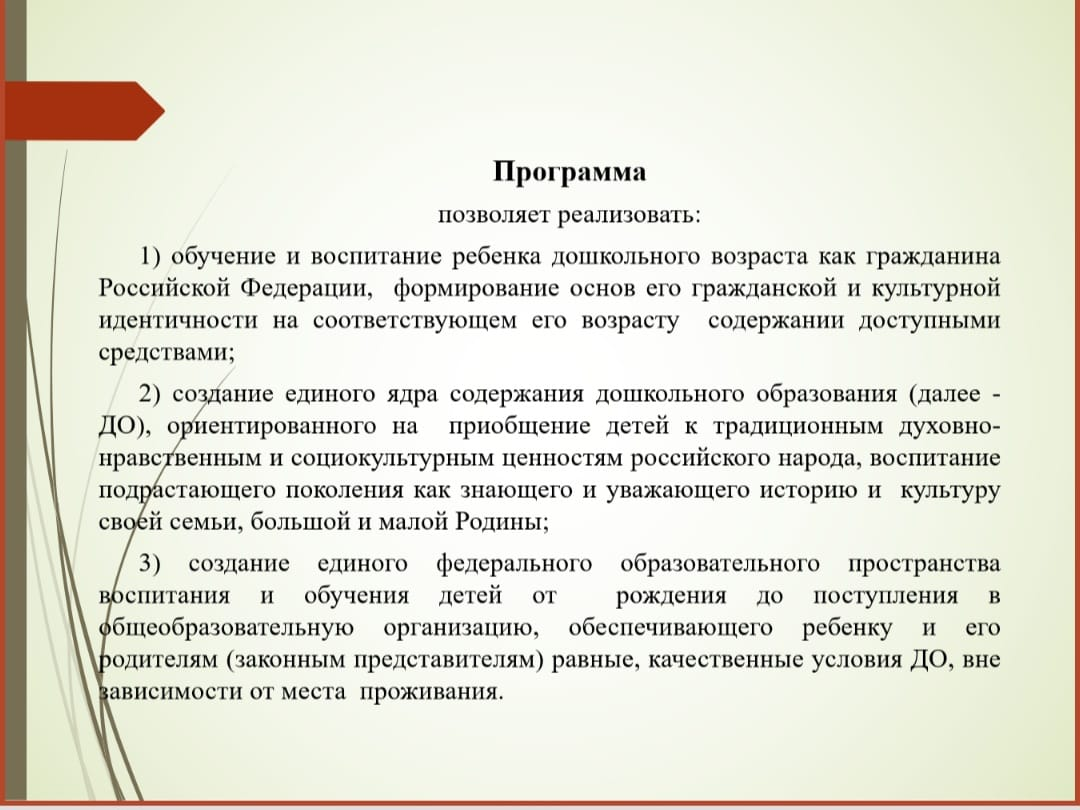 Программа
позволяет реализовать:
1) обучение и воспитание ребенка дошкольного возраста как гражданина
Российской Федерации, формирование основ его гражданской и культурной
идентичности на соответствующем его возрасту содержании доступными
средствами;
2) создание единого ядра содержания дошкольного образования (далее -
ДО), ориентированного на приобщение детей к традиционным духовно-
нравственным и социокультурным ценностям российского народа, воспитание
подрастающего поколения как знающего и уважающего историю и культуру
своей семьи, большой и малой Родины;
3) создание единого федерального образовательного пространства
воспитания и обучения детей от рождения до поступления в
общеобразовательную организацию, обеспечивающего ребенку и его
родителям (законным представителям) равные, качественные условия ДО, вне
зависимости от места проживания.